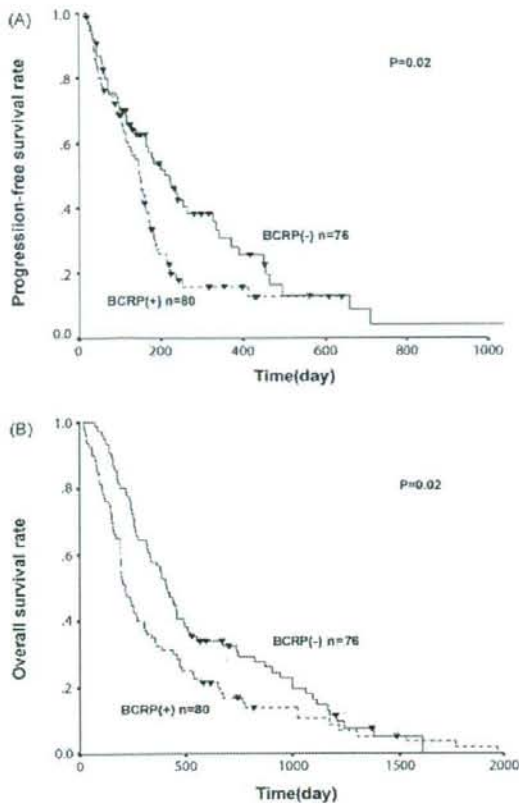 (A)
P=0.02
Progressiion-free survival rate
1.0
.8
.6
.4
.2
0.0
BCRP(-) n=76
BCRP(+) n=80
0 200 400 600 800 1000
Time(day)
(B)
P=0.02
Overall survival rate
1.0
.8
.6
.4
.2
0.0
BCRP(-) n=76
BCRP(+) n=80
0 500 1000 1500 2000
Time(day)